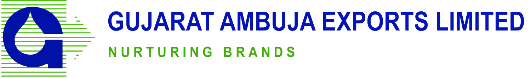 GUJARAT AMBUJA EXPORTS LIMITED
NURTURING BRANDS